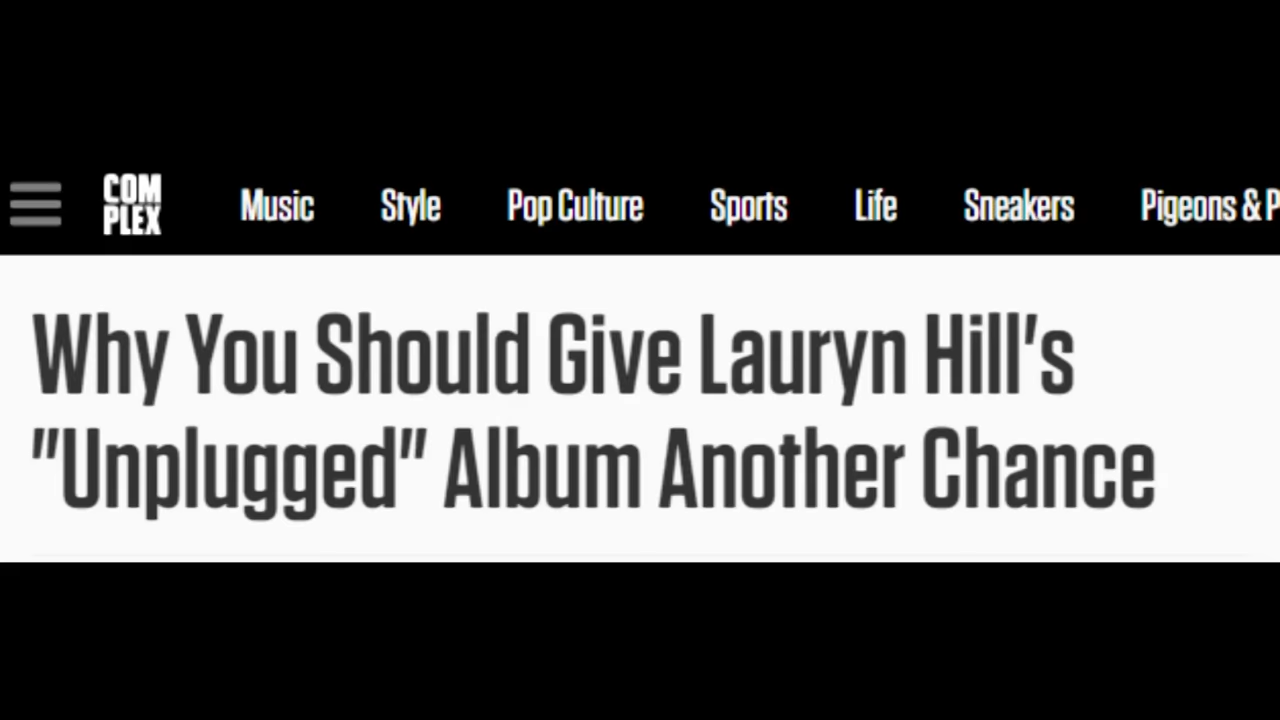 COM
PLEX
Music Style Pop Culture Sports Life Sneakers Pigeons & P
Why You Should Give Lauryn Hill's
"Unplugged" Album Another Chance